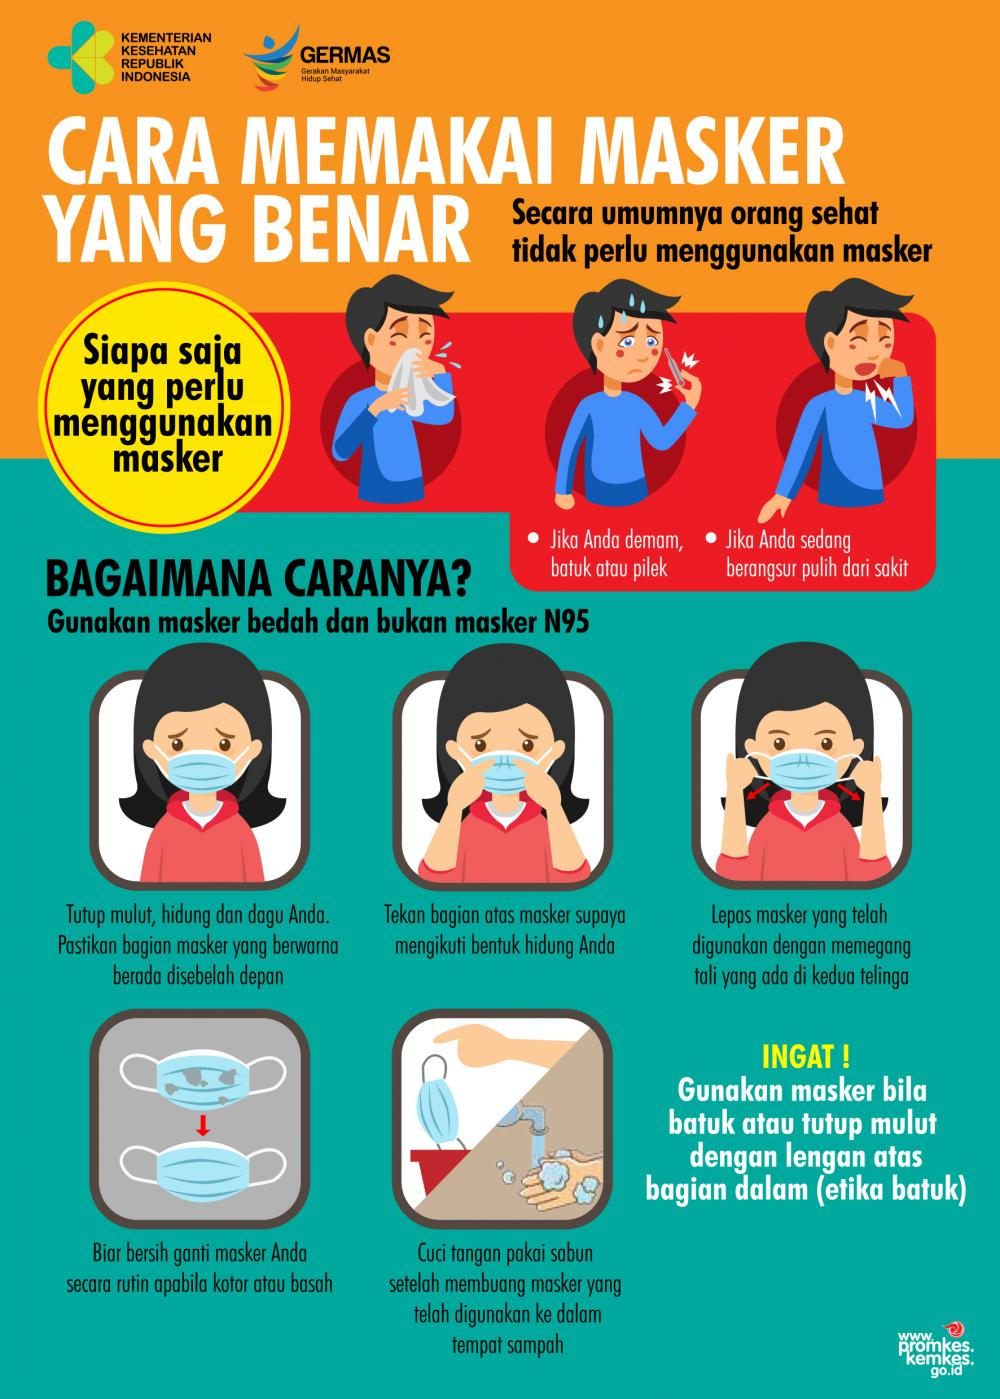 KEMENTERIAN
KESEHATAN
REPUBLIK
INDONESIA
GERMAS
Gerakan Masyarakat
Hidup Sehat
CARA MEMAKAI MASKER
YANG BENAR
Secara umumnya orang sehat
tidak perlu menggunakan masker
Siapa saja
yang perlu
menggunakan
masker
• Jika Anda demam,
batuk atau pilek
• Jika Anda sedang
berangsur pulih dari sakit
BAGAIMANA CARANYA?
Gunakan masker bedah dan bukan masker N95
Tutup mulut, hidung dan dagu Anda.
Pastikan bagian masker yang berwarna
berada disebelah depan
Tekan bagian atas masker supaya
mengikuti bentuk hidung Anda
Lepas masker yang telah
digunakan dengan memegang
tali yang ada di kedua telinga
Biar bersih ganti masker Anda
secara rutin apabila kotor atau basah
Cuci tangan pakai sabun
setelah membuang masker yang
telah digunakan ke dalam
tempat sampah
INGAT !
Gunakan masker bila
batuk atau tutup mulut
dengan lengan atas
bagian dalam (etika batuk)
www.
promkes.
kemkes.
go.id